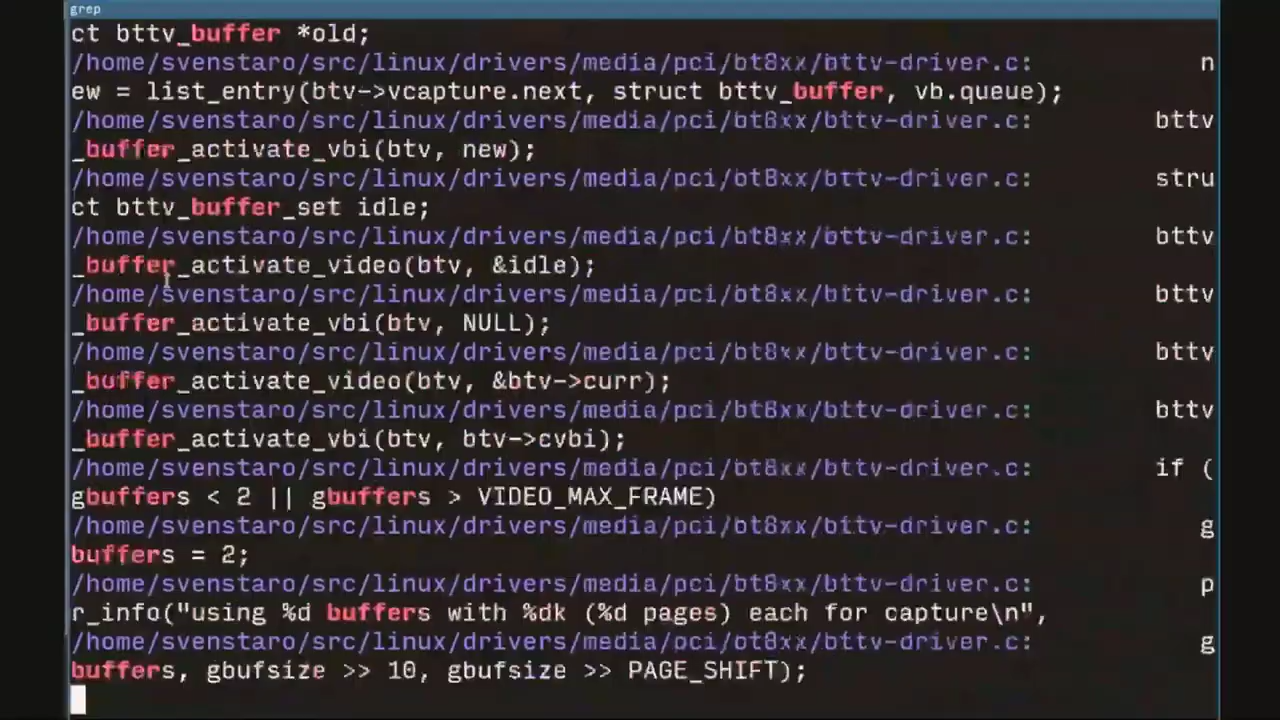 grep
ct bttv_buffer *old;
/home/svenstaro/src/linux/drivers/media/pci/bt8xx/bttv-driver.c: n
ew = list_entry(btv->vcapture.next, struct bttv_buffer, vb.queue);
/home/svenstaro/src/linux/drivers/media/pci/bt8xx/bttv-driver.c: bttv
_buffer_activate_vbi(btv, new);
/home/svenstaro/src/linux/drivers/media/pci/bt8xx/bttv-driver.c: stru
ct bttv_buffer_set idle;
/home/svenstaro/src/linux/drivers/media/pci/bt8xx/bttv-driver.c: bttv
_buffer_activate_video(btv, &idle);
/home/svenstaro/src/linux/drivers/media/pci/bt8xx/bttv-driver.c: bttv
_buffer_activate_vbi(btv, NULL);
/home/svenstaro/src/linux/drivers/media/pci/bt8xx/bttv-driver.c: bttv
_buffer_activate_video(btv, &btv->curr);
/home/svenstaro/src/linux/drivers/media/pci/bt8xx/bttv-driver.c: bttv
_buffer_activate_vbi(btv, btv->cvbi);
/home/svenstaro/src/linux/drivers/media/pci/bt8xx/bttv-driver.c: if (
gbuffers < 2 || gbuffers > VIDEO_MAX_FRAME)
/home/svenstaro/src/linux/drivers/media/pci/bt8xx/bttv-driver.c: g
buffers = 2;
/home/svenstaro/src/linux/drivers/media/pci/bt8xx/bttv-driver.c: p
r_info("using %d buffers with %dk (%d pages) each for capture\n",
/home/svenstaro/src/linux/drivers/media/pci/bt8xx/bttv-driver.c: g
buffers, gbufsize >> 10, gbufsize >> PAGE_SHIFT);